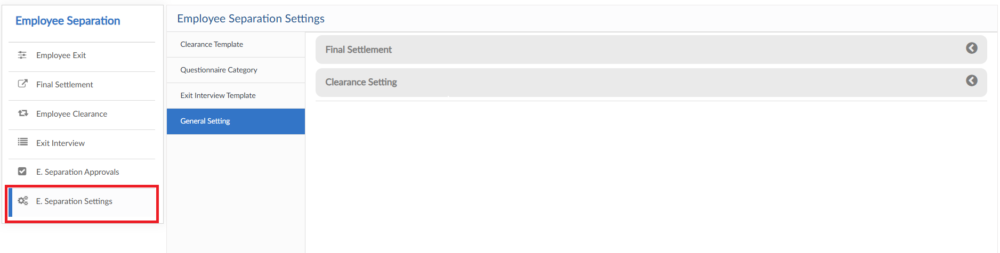 Employee Separation
Employee Exit
Final Settlement
Employee Clearance
Exit Interview
E. Separation Approvals
E. Separation Settings
Employee Separation Settings
Clearance Template
Questionnaire Category
Exit Interview Template
General Setting
Final Settlement
Clearance Setting